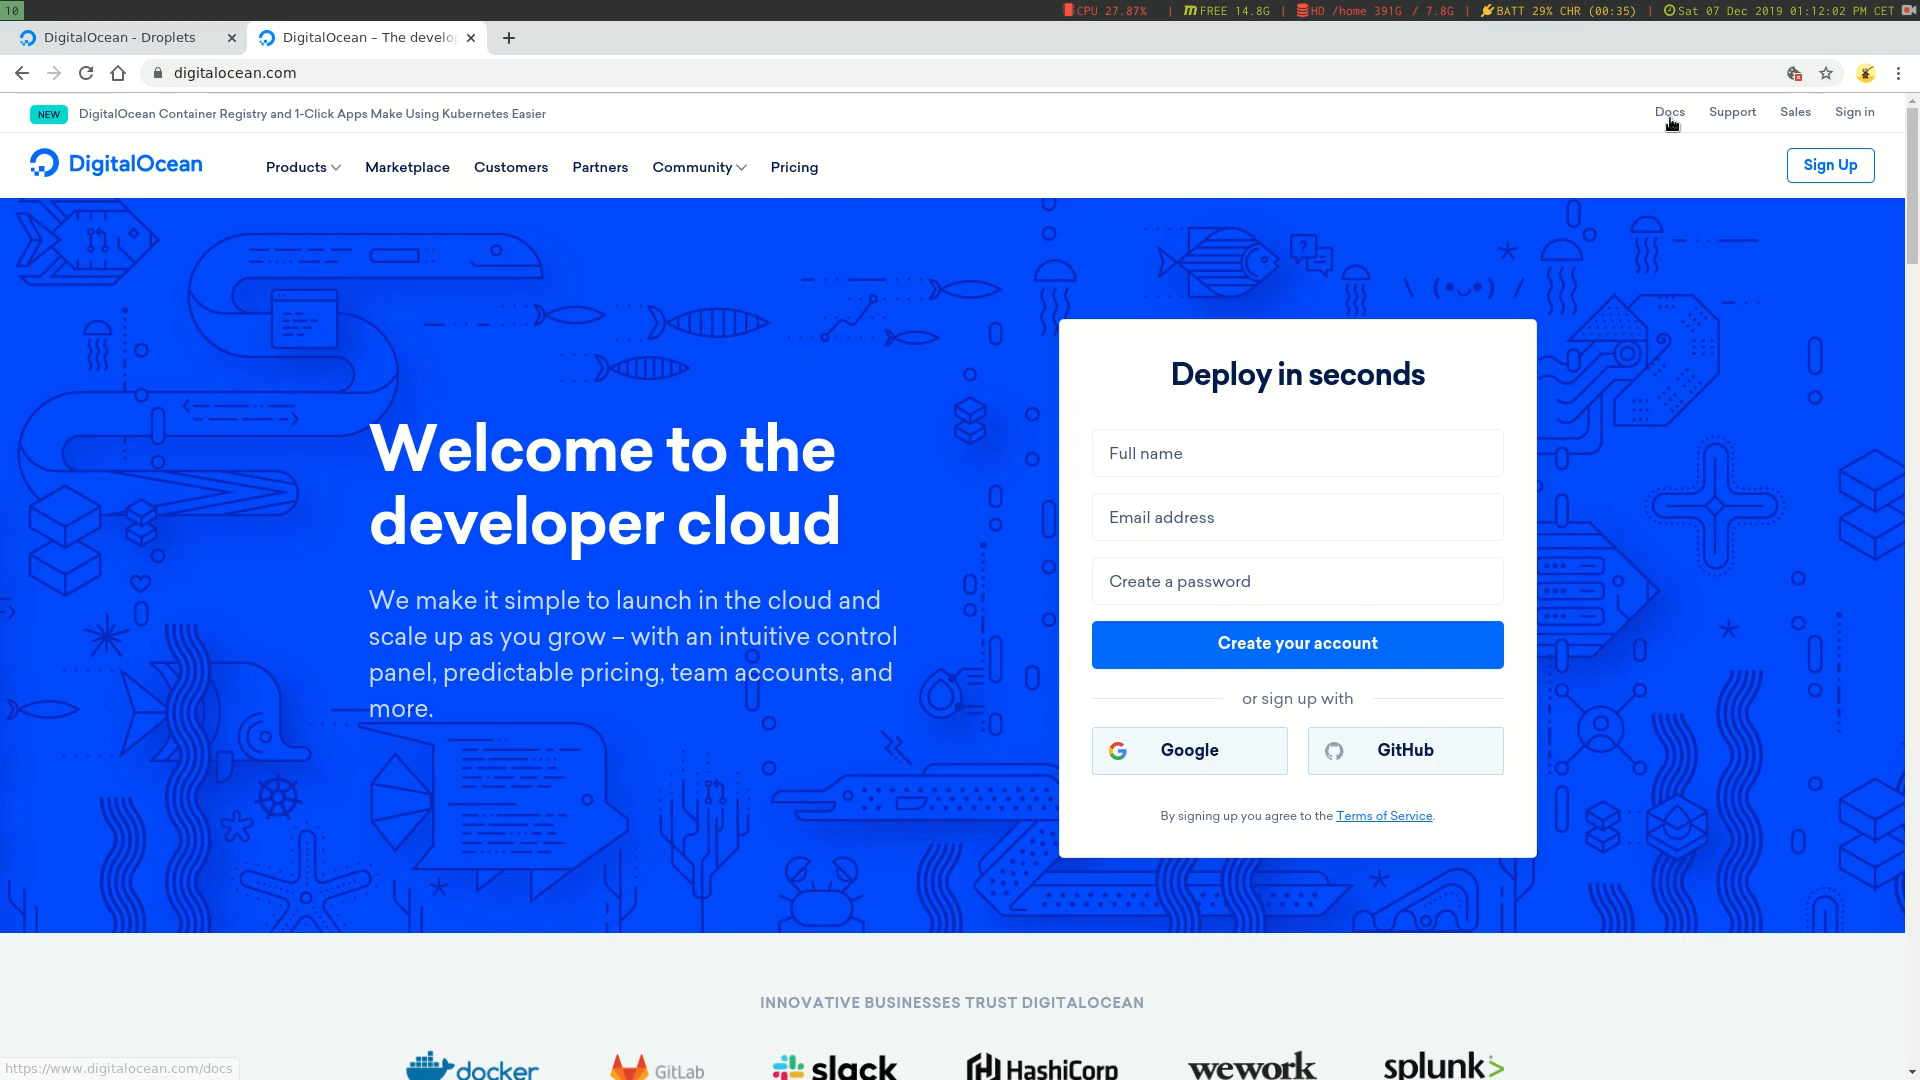 10
CPU 27.87% | FREE 14.8G | HD /home 391G / 7.8G | BATT 29% CHR (00:35) | Sat 07 Dec 2019 01:12:02 PM CET
DigitalOcean - Droplets
DigitalOcean – The develo
digitalocean.com
NEW DigitalOcean Container Registry and 1-Click Apps Make Using Kubernetes Easier
Docs Support Sales Sign in
DigitalOcean
Products Marketplace Customers Partners Community Pricing
Sign Up
Welcome to the
developer cloud
We make it simple to launch in the cloud and
scale up as you grow – with an intuitive control
panel, predictable pricing, team accounts, and
more.
Deploy in seconds
Full name
Email address
Create a password
Create your account
or sign up with
Google
GitHub
By signing up you agree to the Terms of Service.
INNOVATIVE BUSINESSES TRUST DIGITALOCEAN
docker GitLab slack HashiCorp wework splunk>
https://www.digitalocean.com/docs